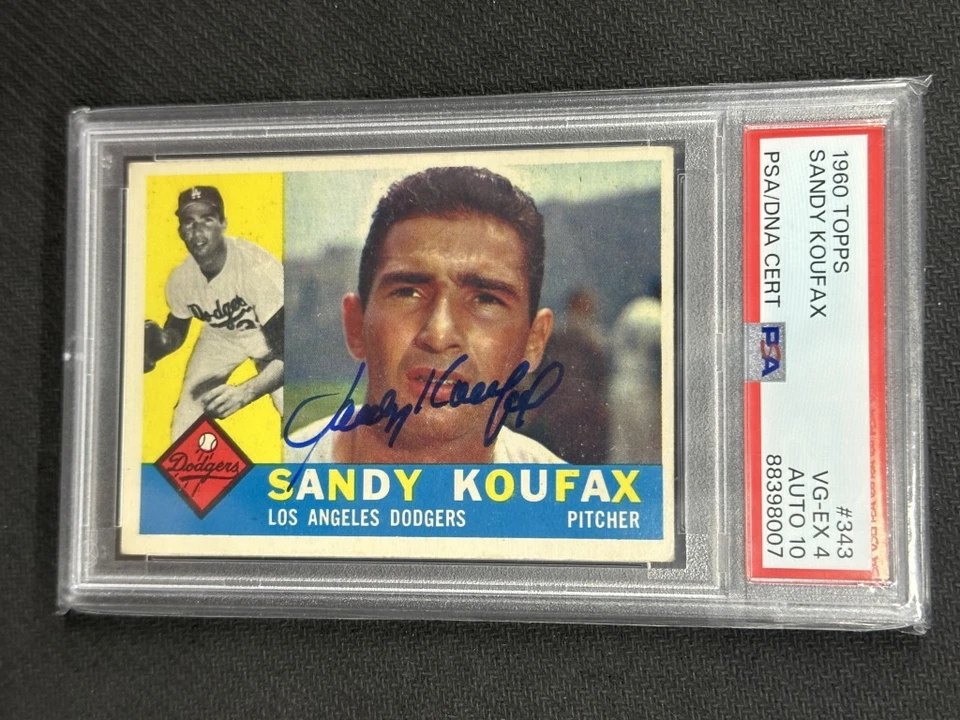 Dodgers
Dodgers
Sandy Koufax
SANDY KOUFAX
LOS ANGELES DODGERS PITCHER
1960 TOPPS #343
SANDY KOUFAX VG-EX 4
AUTO 10
PSA/DNA CERT 88398007
PSA